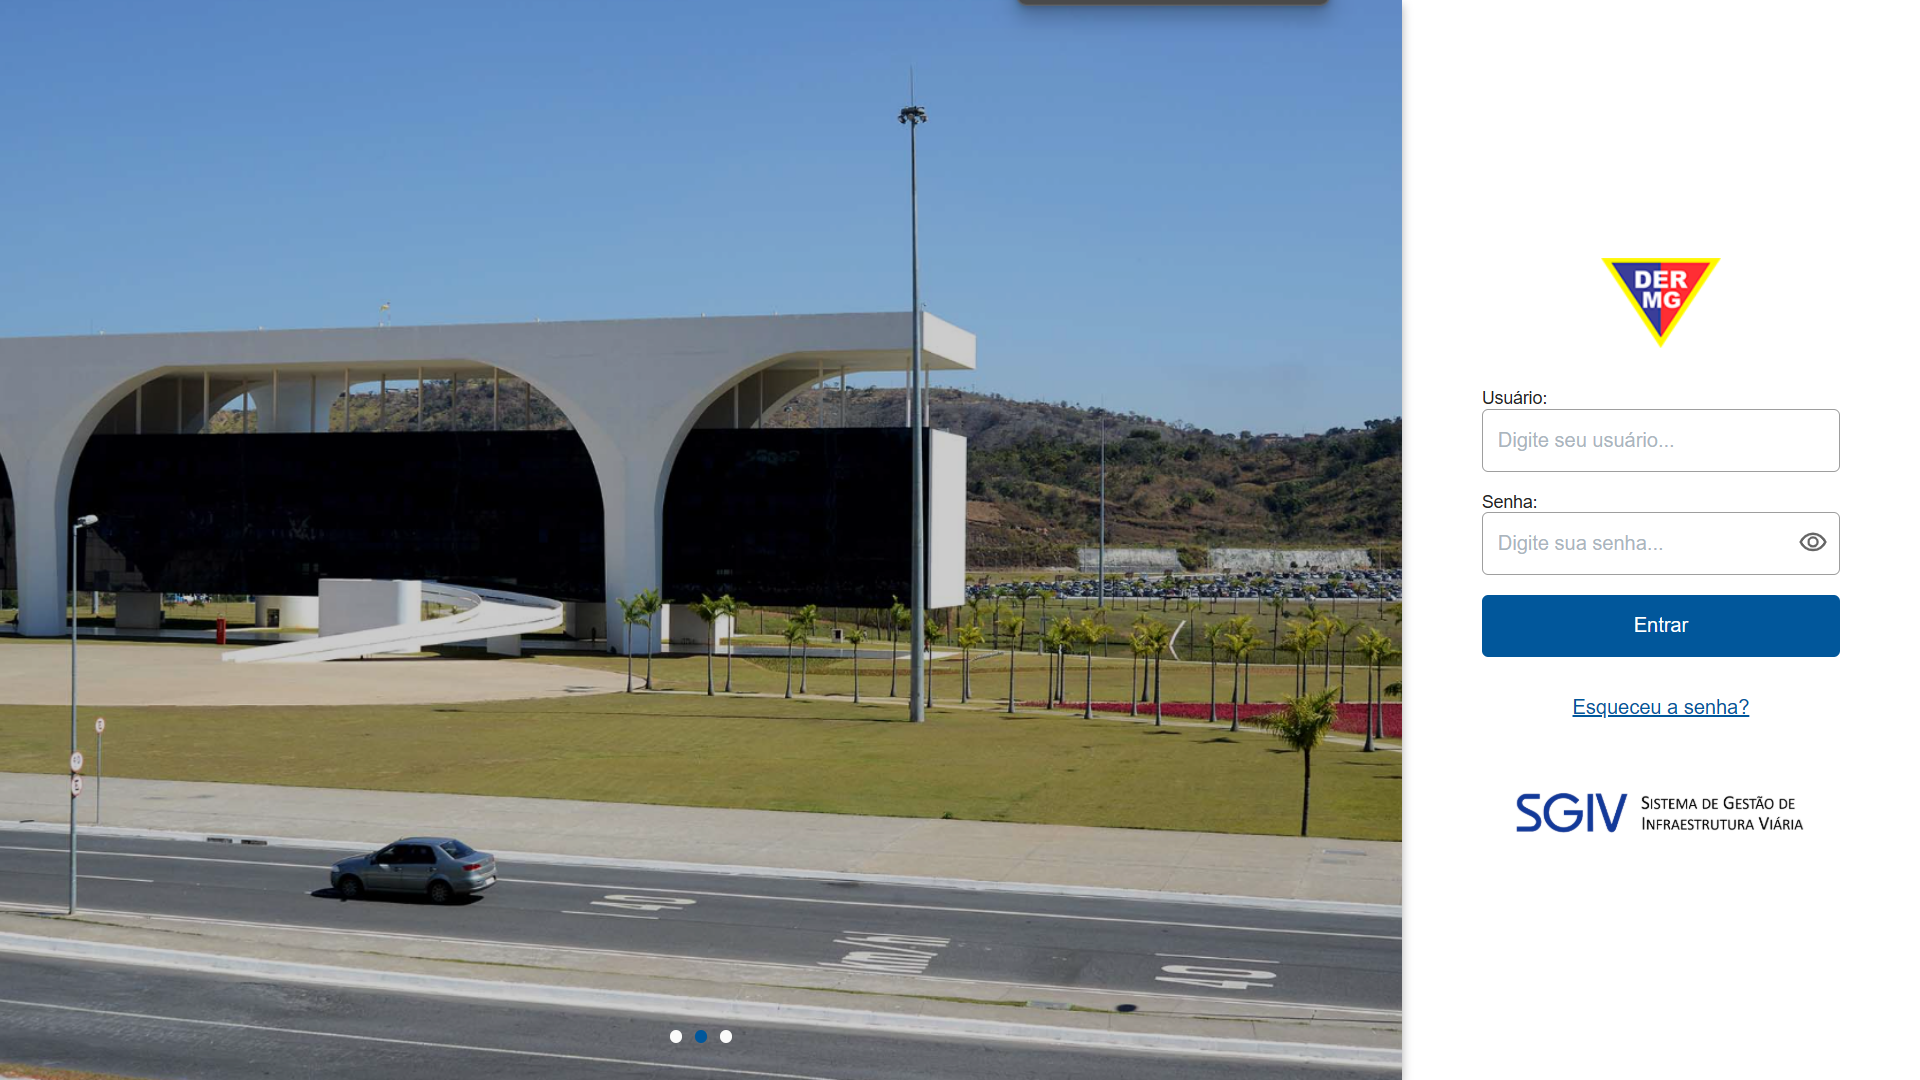 DER
MG
Usuário:
Digite seu usuário...
Senha:
Digite sua senha...
Entrar
Esqueceu a senha?
SGIV
SISTEMA DE GESTÃO DE
INFRAESTRUTURA VIÁRIA
40
40
km/h
40